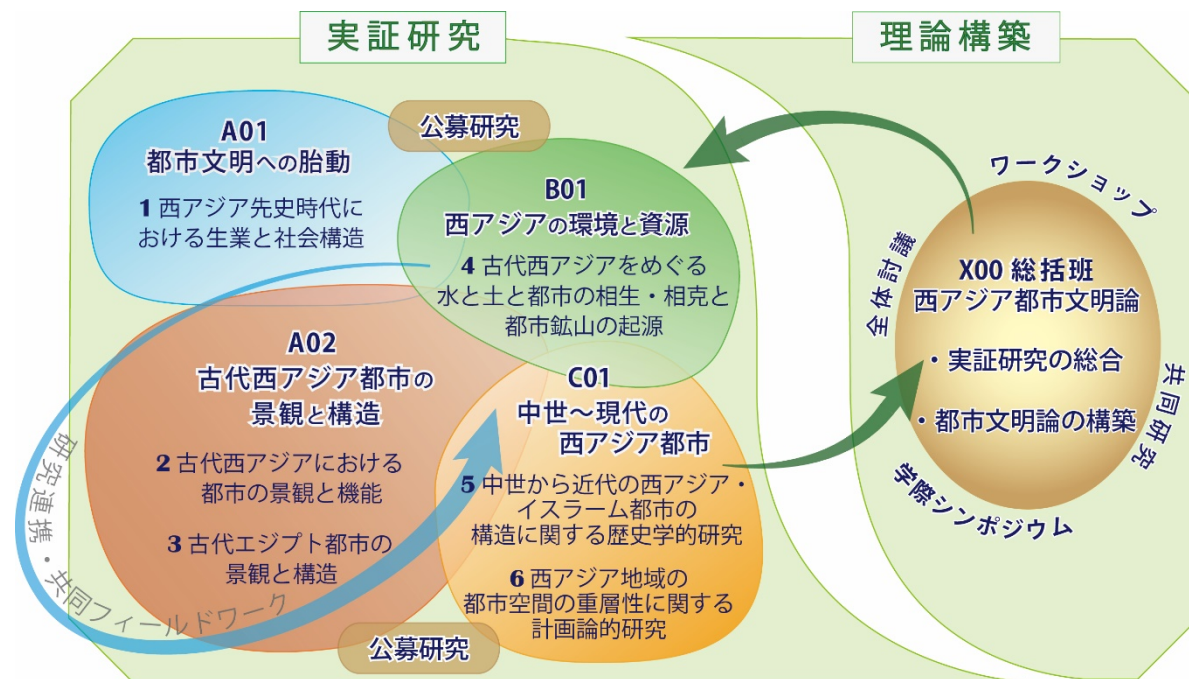 実証研究
理論構築
公募研究
A01
都市文明への胎動
1 西アジア先史時代に
おける生業と社会構造
B01
西アジアの環境と資源
4 古代西アジアをめぐる
水と土と都市の相生・相克と
都市鉱山の起源
A02
古代西アジア都市の
景観と構造
2 古代西アジアにおける
都市の景観と機能
3 古代エジプト都市の
景観と構造
C01
中世～現代の
西アジア都市
5 中世から近代の西アジア・
イスラーム都市の
構造に関する歴史学的研究
6 西アジア地域の
都市空間の重層性に関する
計画論的研究
公募研究
研究連携・共同フィールドワーク
ワークショップ
全体討議
X00 総括班
西アジア都市文明論
・実証研究の総合
・都市文明論の構築
共同研究
学際シンポジウム